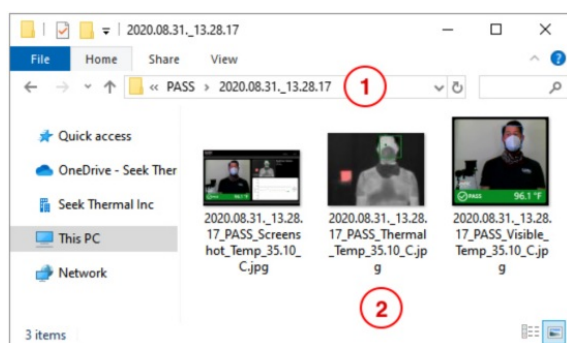 2020.08.31._13.28.17
File Home Share View
« PASS > 2020.08.31._13.28.17
1
Quick access
OneDrive - Seek Ther
Seek Thermal Inc
This PC
Network
PASS 96.1 °F
2020.08.31._13.28.
17_PASS_Screens
hot_Temp_35.10_
C.jpg
2020.08.31._13.28.
17_PASS_Thermal
_Temp_35.10_C.jp
g
2020.08.31._13.28.
17_PASS_Visible_
Temp_35.10_C.jp
g
2
3 items